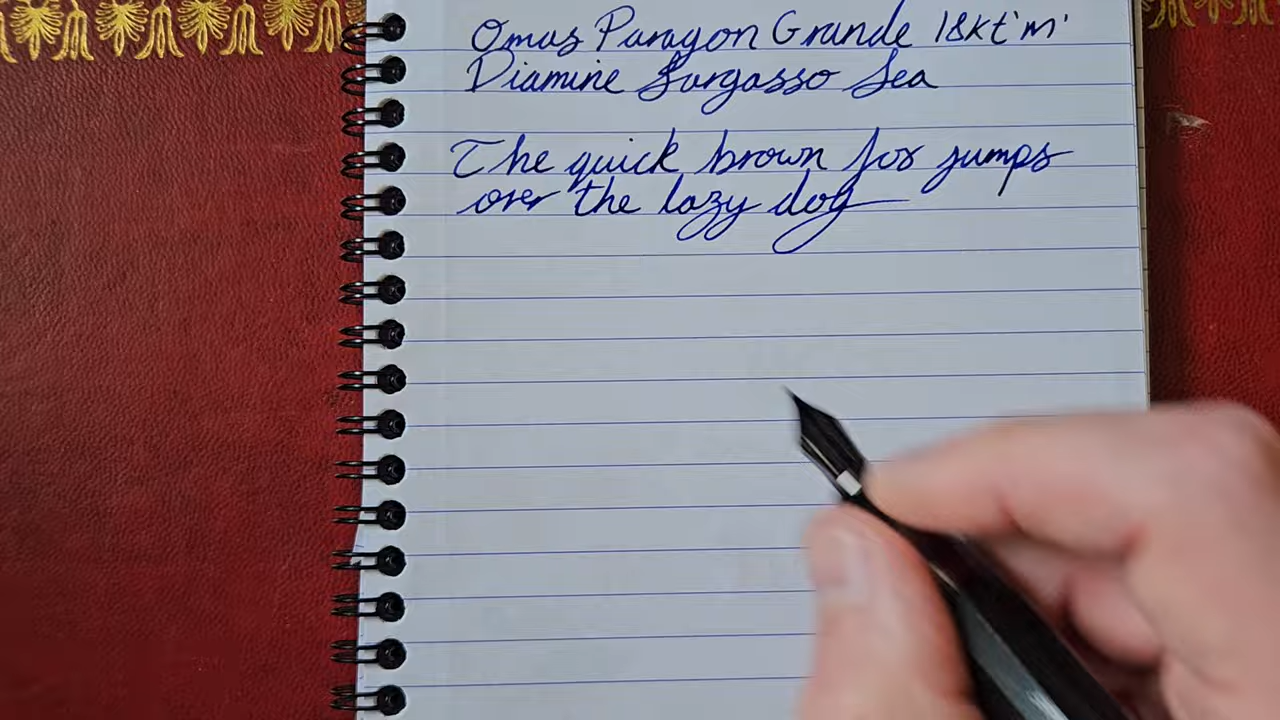 Omas Paragon Grande 18kt 'm'
Diamine Sargasso Sea
The quick brown fox jumps
over the lazy dog